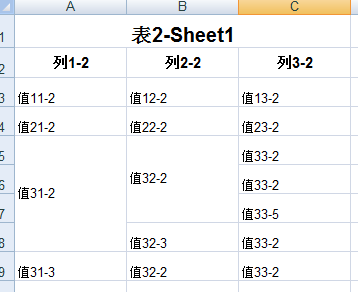 A B C
1 表2-Sheet1
2 列1-2 列2-2 列3-2
3 值11-2 值12-2 值13-2
4 值21-2 值22-2 值23-2
5 值33-2
6 值31-2 值32-2 值33-2
7 值33-5
8 值32-3 值33-2
9 值31-3 值32-2 值33-2